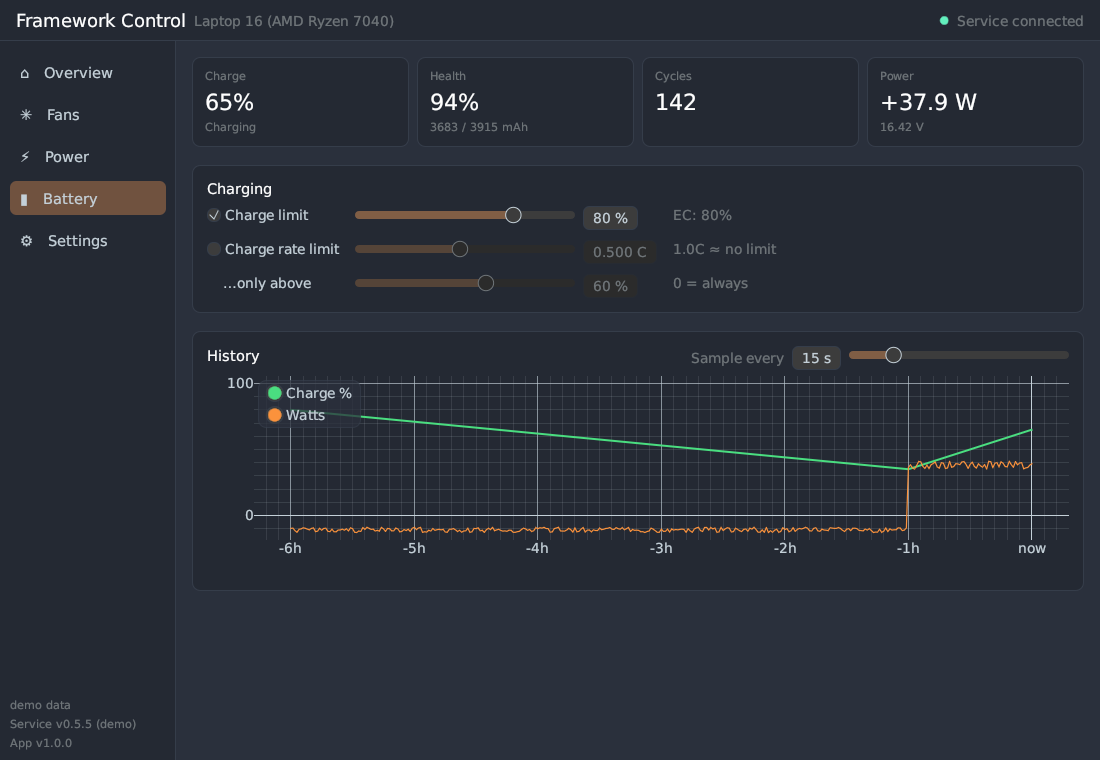 Framework Control Laptop 16 (AMD Ryzen 7040)
Service connected
Overview
Fans
Power
Battery
Settings
Charge
65%
Charging
Health
94%
3683 / 3915 mAh
Cycles
142
Power
+37.9 W
16.42 V
Charging
Charge limit 80 % EC: 80%
Charge rate limit 0.500 C 1.0C ≈ no limit
...only above 60 % 0 = always
History
Sample every 15 s
100
Charge %
Watts
0
-6h -5h -4h -3h -2h -1h now
demo data
Service v0.5.5 (demo)
App v1.0.0